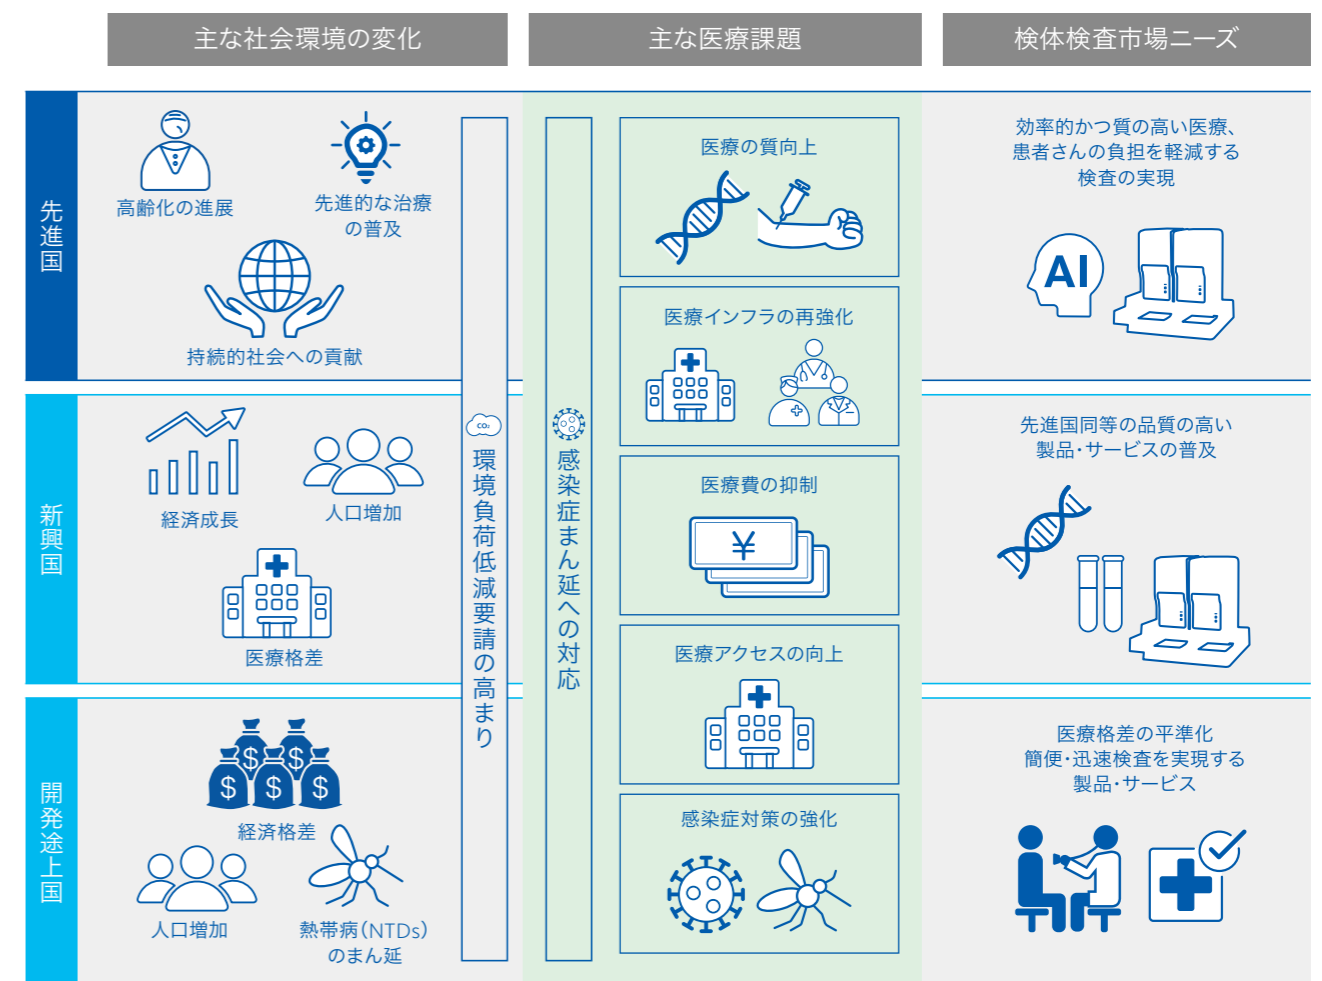 主な社会環境の変化
主な医療課題
検体検査市場ニーズ
先進国
高齢化の進展
先進的な治療
の普及
持続的社会への貢献
新興国
経済成長
人口増加
医療格差
開発途上国
$ $
$ $ $
経済格差
人口増加
熱帯病(NTDs)
のまん延
CO₂
環境負荷低減要請の高まり
感染症まん延への対応
医療の質向上
医療インフラの再強化
医療費の抑制
¥
医療アクセスの向上
感染症対策の強化
効率的かつ質の高い医療、
患者さんの負担を軽減する
検査の実現
AI
先進国同等の品質の高い
製品・サービスの普及
医療格差の平準化
簡便・迅速検査を実現する
製品・サービス